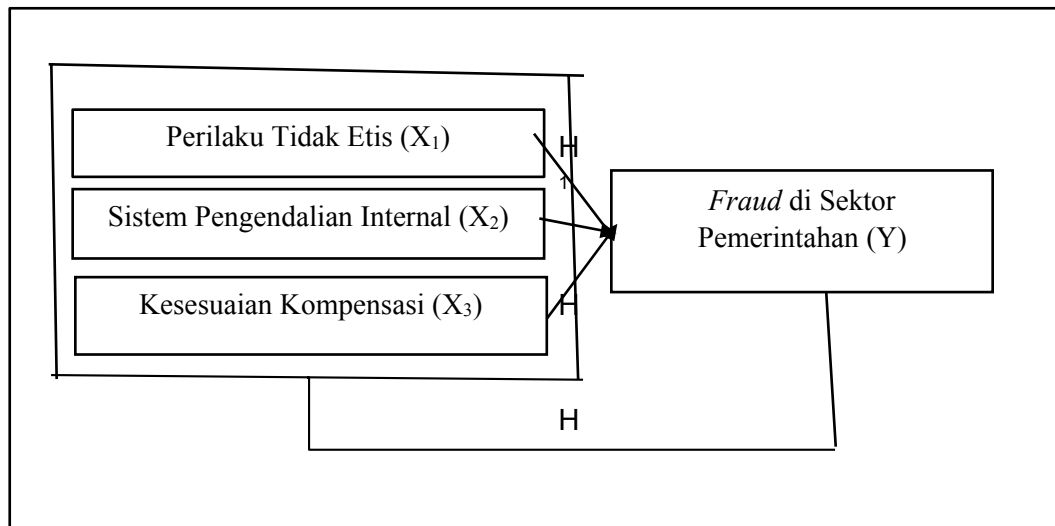 Perilaku Tidak Etis (X₁)
H
1
Sistem Pengendalian Internal (X₂)
Fraud di Sektor
Pemerintahan (Y)
Kesesuaian Kompensasi (X₃)
H
H